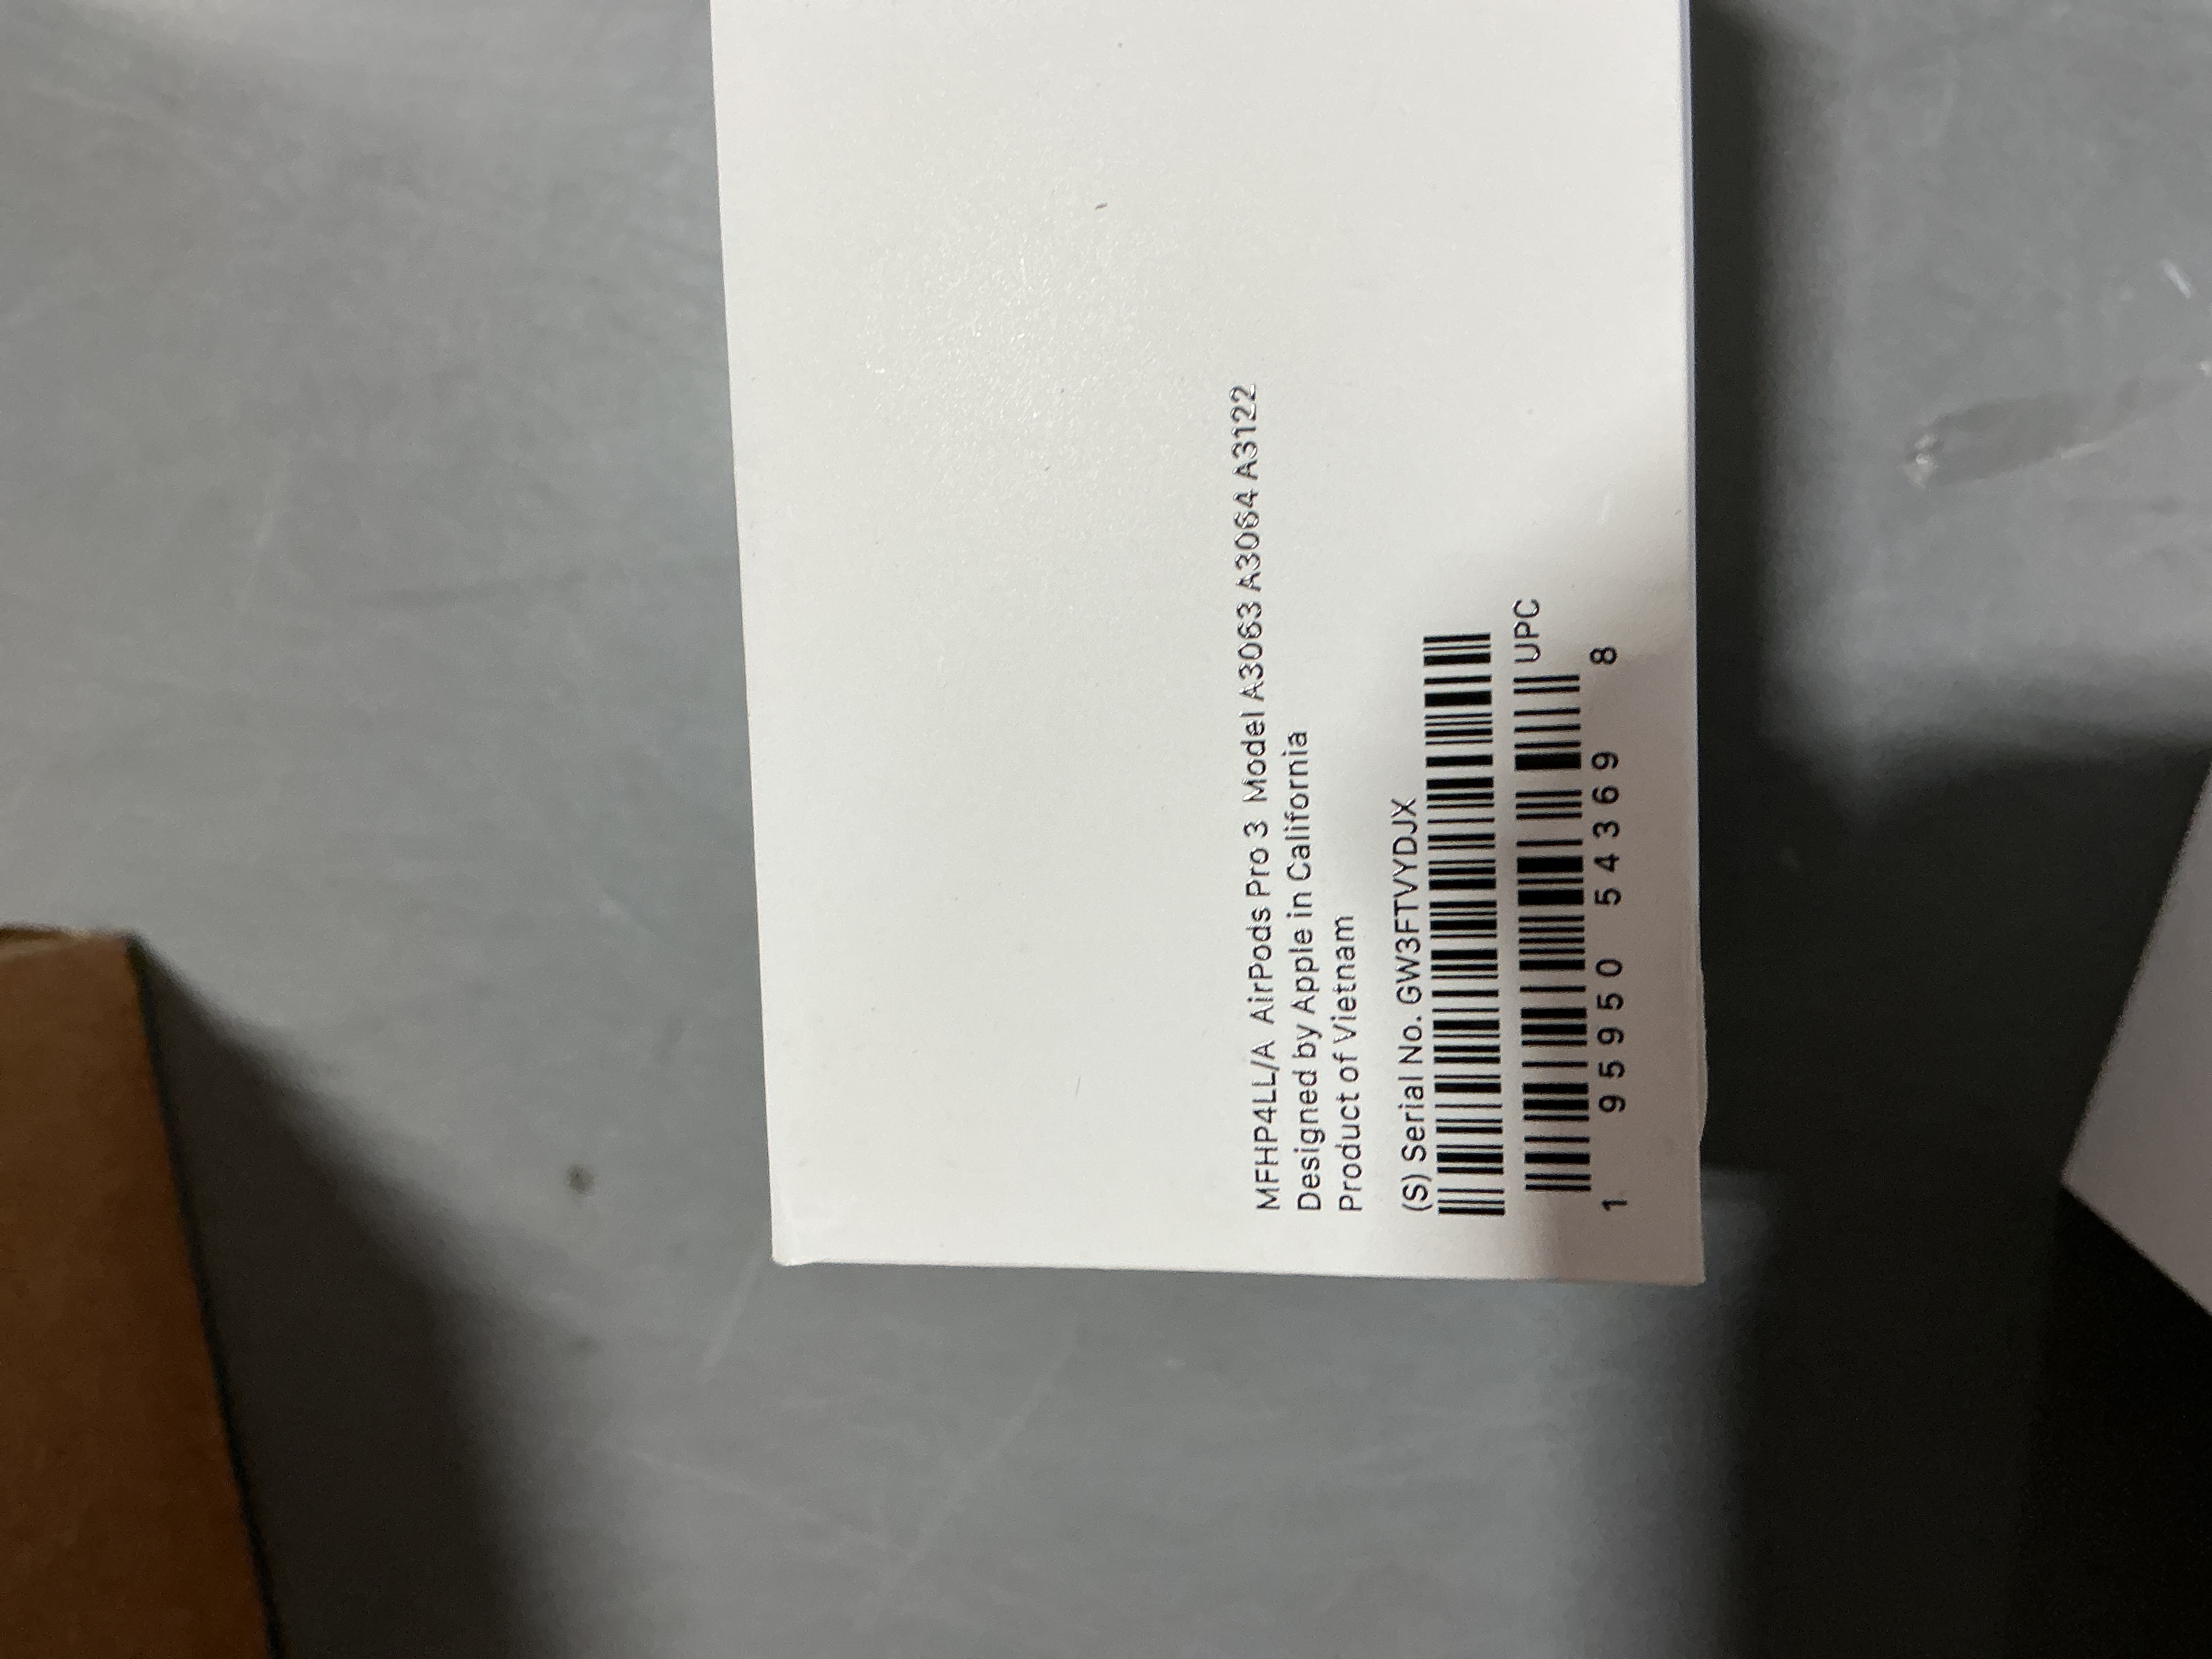 MFHP4LL/A AirPods Pro 3 Model A3063 A3064 A3122
Designed by Apple in California
Product of Vietnam
(S) Serial No. GW3FTVYDJX
UPC
1 95950 54369 8